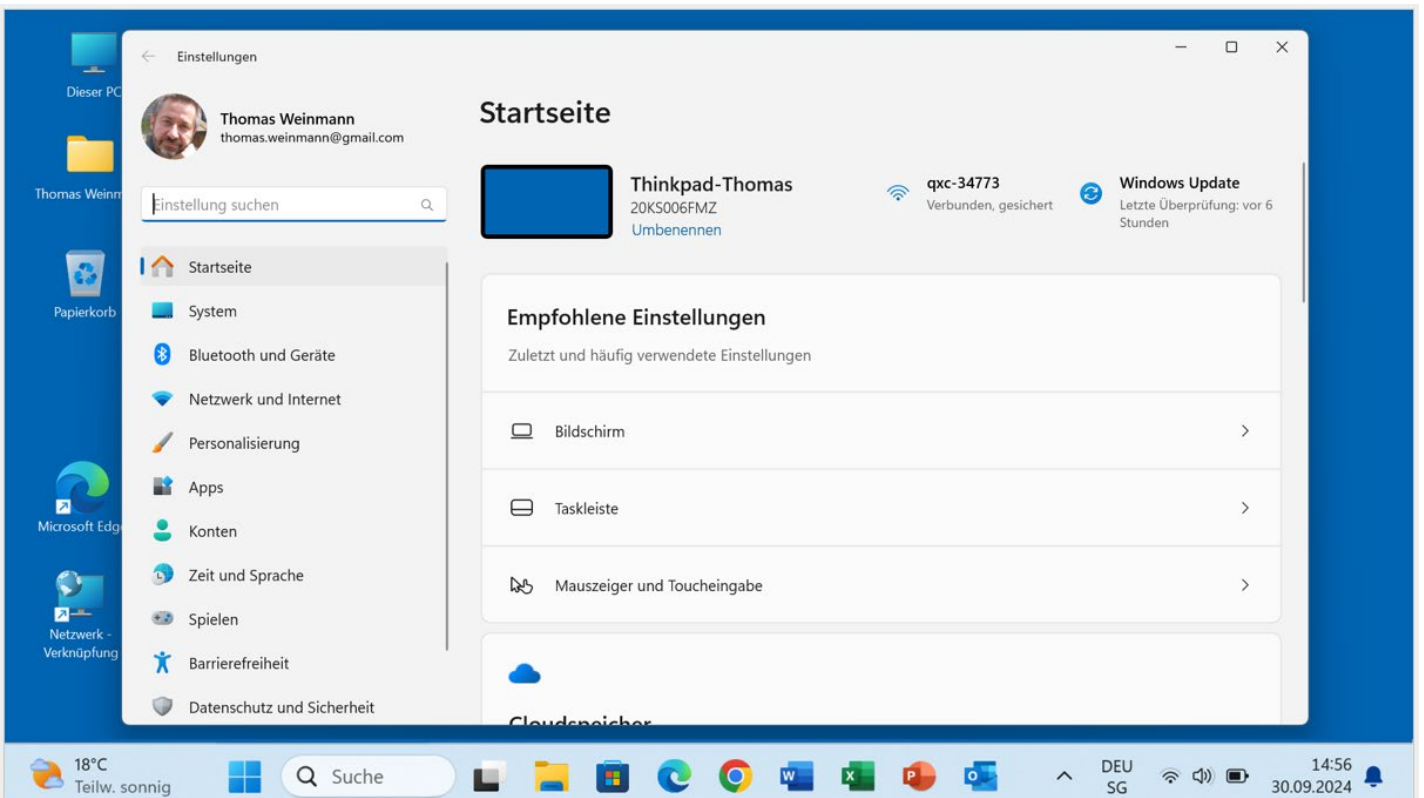 Dieser PC
Thomas Weinm
Papierkorb
Microsoft Edg
Netzwerk -
Verknüpfung
Einstellungen
Thomas Weinmann
thomas.weinmann@gmail.com
Einstellung suchen
Startseite
System
Bluetooth und Geräte
Netzwerk und Internet
Personalisierung
Apps
Konten
Zeit und Sprache
Spielen
Barrierefreiheit
Datenschutz und Sicherheit
Startseite
Thinkpad-Thomas
20KS006FMZ
Umbenennen
qxc-34773
Verbunden, gesichert
Windows Update
Letzte Überprüfung: vor 6
Stunden
Empfohlene Einstellungen
Zuletzt und häufig verwendete Einstellungen
Bildschirm
Taskleiste
Mauszeiger und Toucheingabe
Cloudspeicher
18°C
Teilw. sonnig
Suche
DEU
SG
14:56
30.09.2024